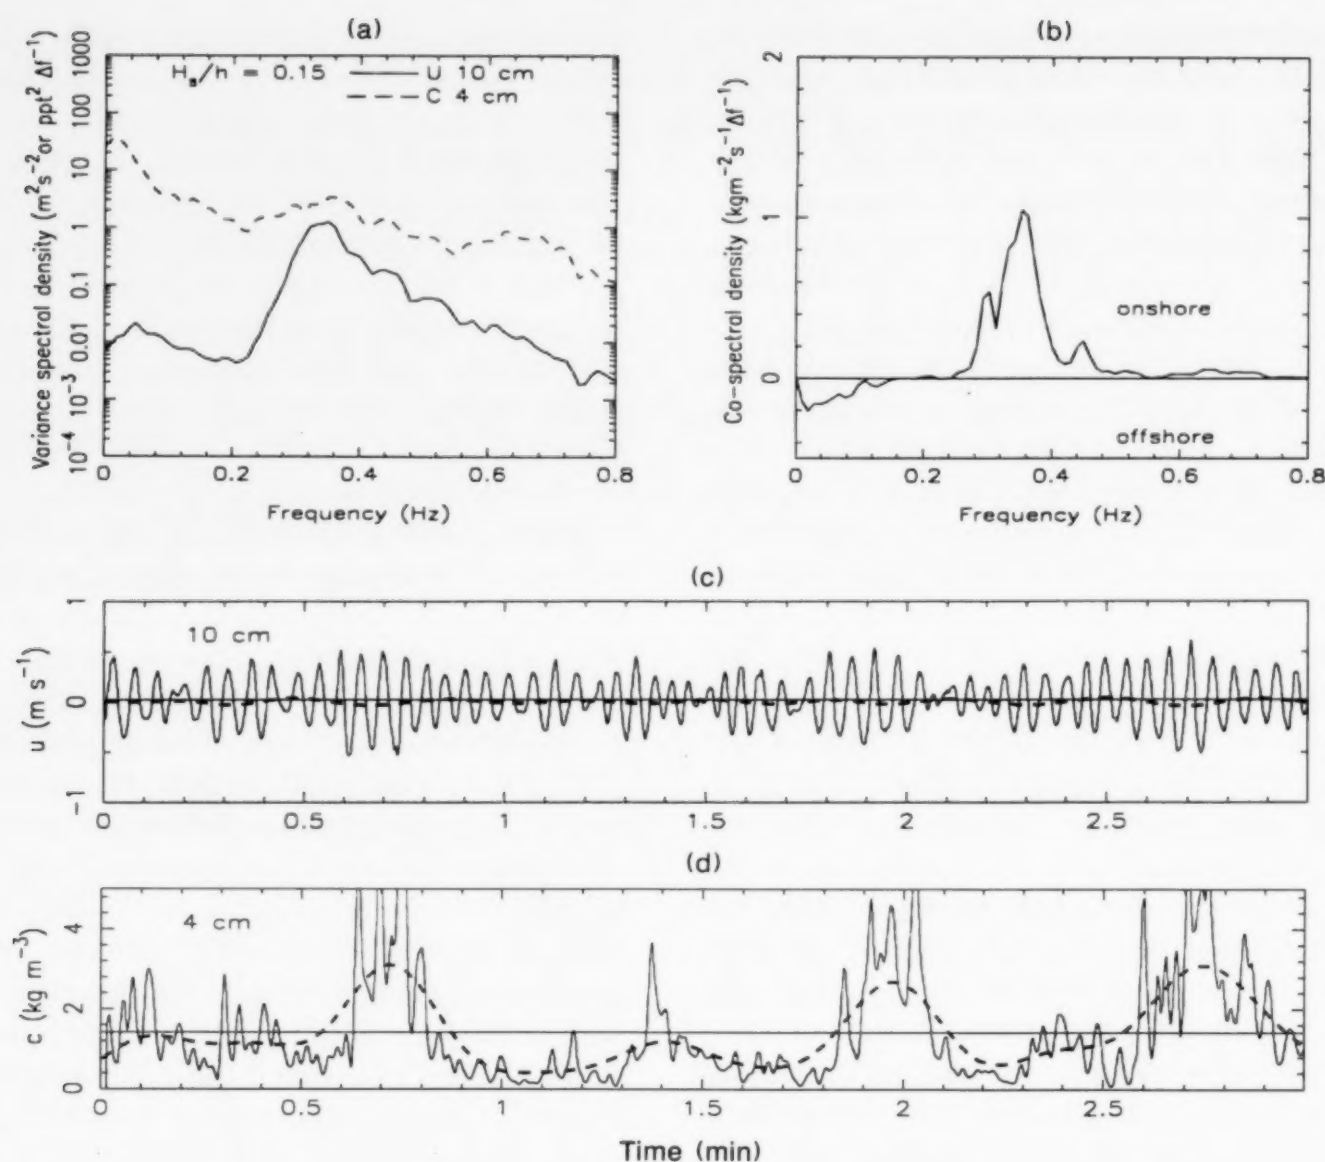 (a)
Variance spectral density (m²s⁻² or ppt² Δf⁻¹)
1000
100
10
1
0.1
0.01
10⁻³
10⁻⁴
Hₛ/h = 0.15
U 10 cm
C 4 cm
0 0.2 0.4 0.6 0.8
Frequency (Hz)
(b)
Co-spectral density (kgm⁻²s⁻¹Δf⁻¹)
2
1
0
onshore
offshore
0 0.2 0.4 0.6 0.8
Frequency (Hz)
(c)
u (m s⁻¹)
1
0
−1
10 cm
0 0.5 1 1.5 2 2.5
(d)
c (kg m⁻³)
4
2
0
4 cm
0 0.5 1 1.5 2 2.5
Time (min)